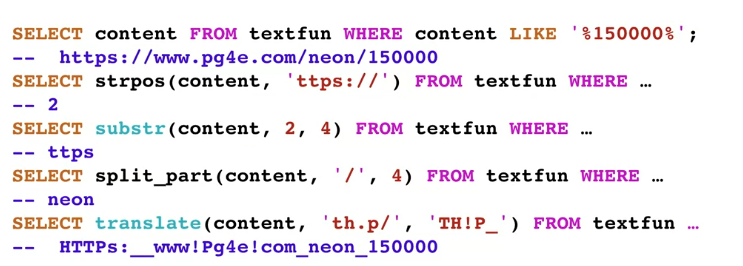 SELECT content FROM textfun WHERE content LIKE '%150000%';
--  https://www.pg4e.com/neon/150000
SELECT strpos(content, 'ttps://') FROM textfun WHERE …
-- 2
SELECT substr(content, 2, 4) FROM textfun WHERE …
-- ttps
SELECT split_part(content, '/', 4) FROM textfun WHERE …
-- neon
SELECT translate(content, 'th.p/', 'TH!P_') FROM textfun …
--  HTTPs:__www!Pg4e!com_neon_150000